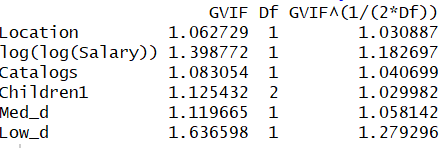 GVIF Df GVIF^(1/(2*Df))
Location 1.062729 1 1.030887
log(log(Salary)) 1.398772 1 1.182697
Catalogs 1.083054 1 1.040699
Children1 1.125432 2 1.029982
Med_d 1.119665 1 1.058142
Low_d 1.636598 1 1.279296